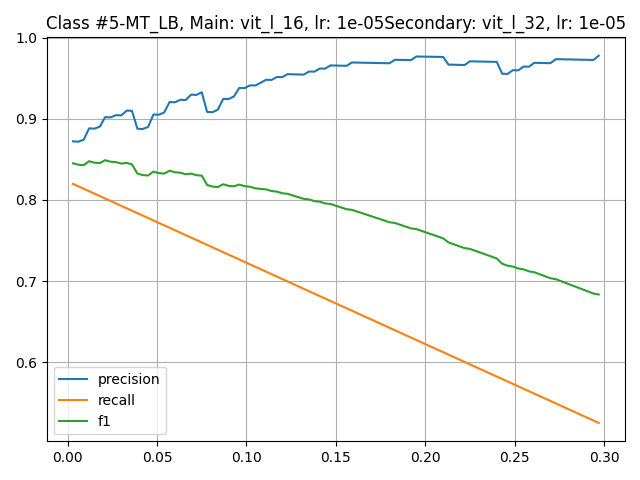 Class #5-MT_LB, Main: vit_l_16, lr: 1e-05Secondary: vit_l_32, lr: 1e-05
1.0
0.9
0.8
0.7
0.6
precision
recall
f1
0.00 0.05 0.10 0.15 0.20 0.25 0.30